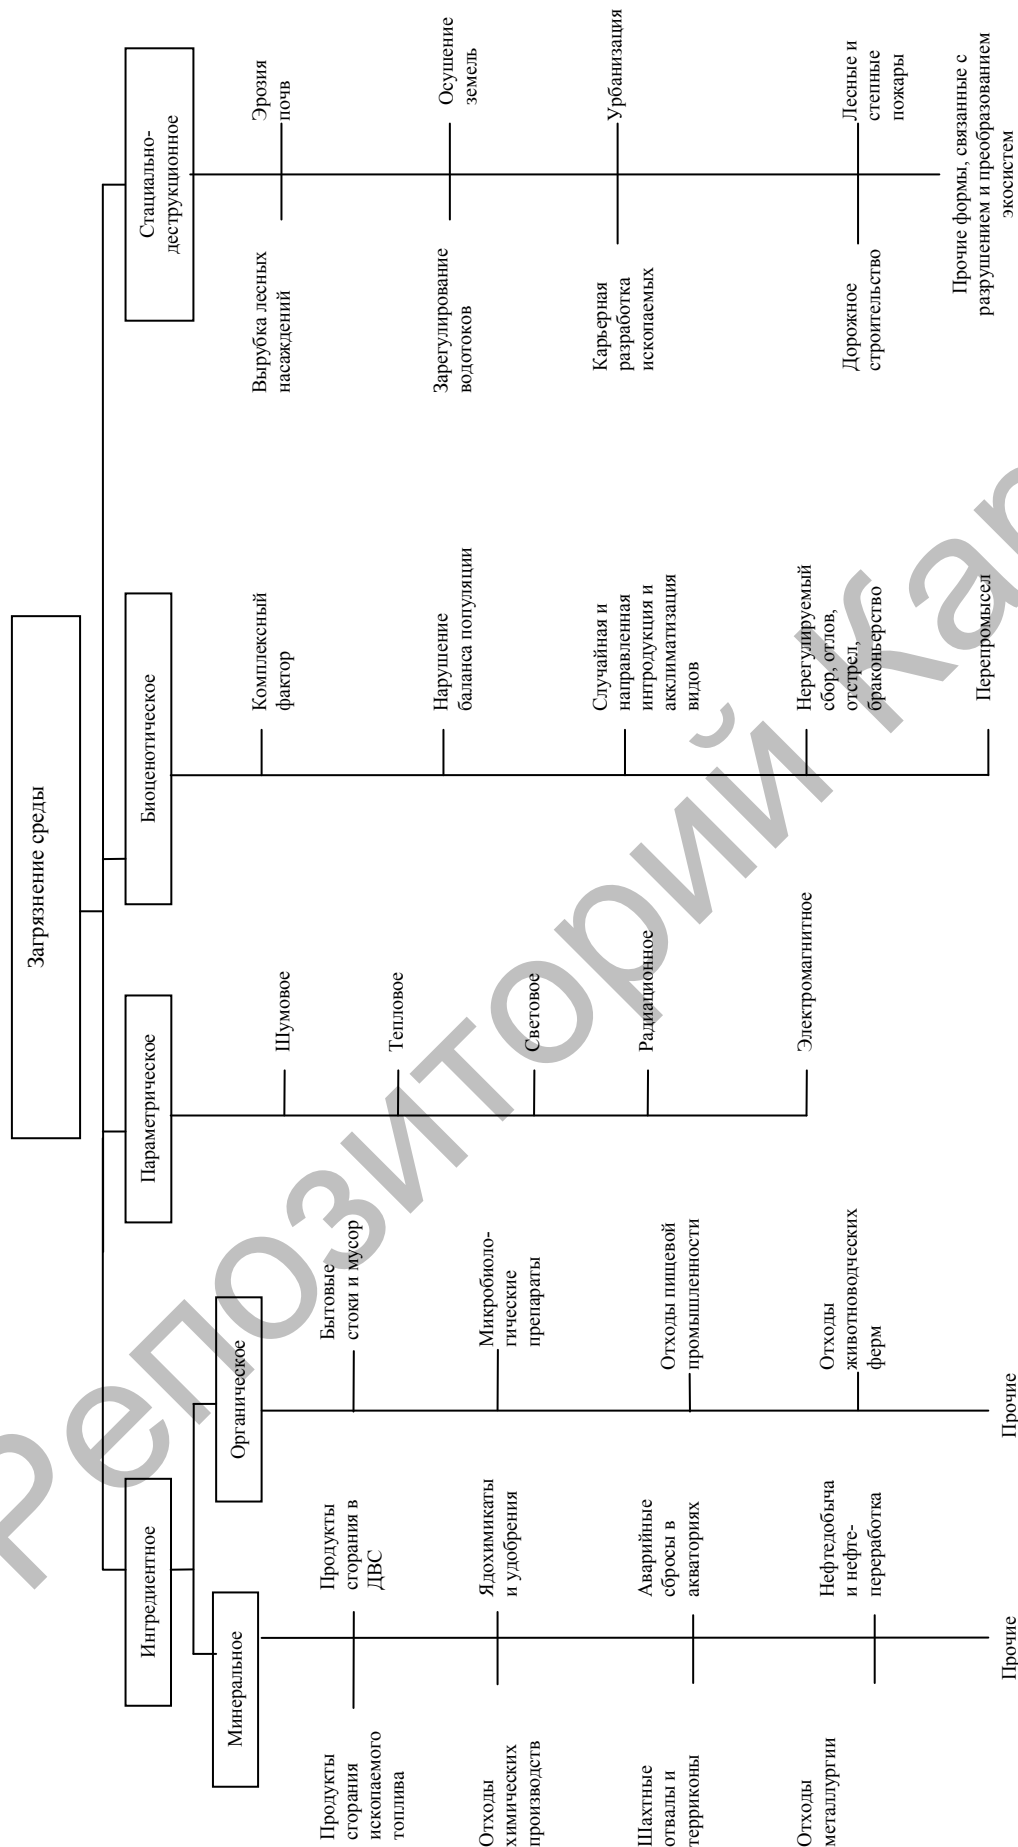 Загрязнение среды
Ингредиентное
Параметрическое
Биоценотическое
Стациально-
деструкционное
Минеральное
Органическое
Продукты
сгорания
ископаемого
топлива
Продукты
сгорания в
ДВС
Отходы
химических
производств
Ядохимикаты
и удобрения
Шахтные
отвалы и
терриконы
Аварийные
сбросы в
акваториях
Отходы
металлургии
Нефтедобыча
и нефте-
переработка
Прочие
Бытовые
стоки и мусор
Микробиоло-
гические
препараты
Отходы пищевой
промышленности
Отходы
животноводческих
ферм
Прочие
Шумовое
Тепловое
Световое
Радиационное
Электромагнитное
Комплексный
фактор
Нарушение
баланса популяции
Случайная и
направленная
интродукция и
акклиматизация
видов
Нерегулируемый
сбор, отлов,
отстрел,
браконьерство
Перепромысел
Вырубка лесных
насаждений
Эрозия
почв
Зарегулирование
водотоков
Осушение
земель
Карьерная
разработка
ископаемых
Урбанизация
Дорожное
строительство
Лесные и
степные
пожары
Прочие формы, связанные с
разрушением и преобразованием
экосистем
Репозиторий Кар